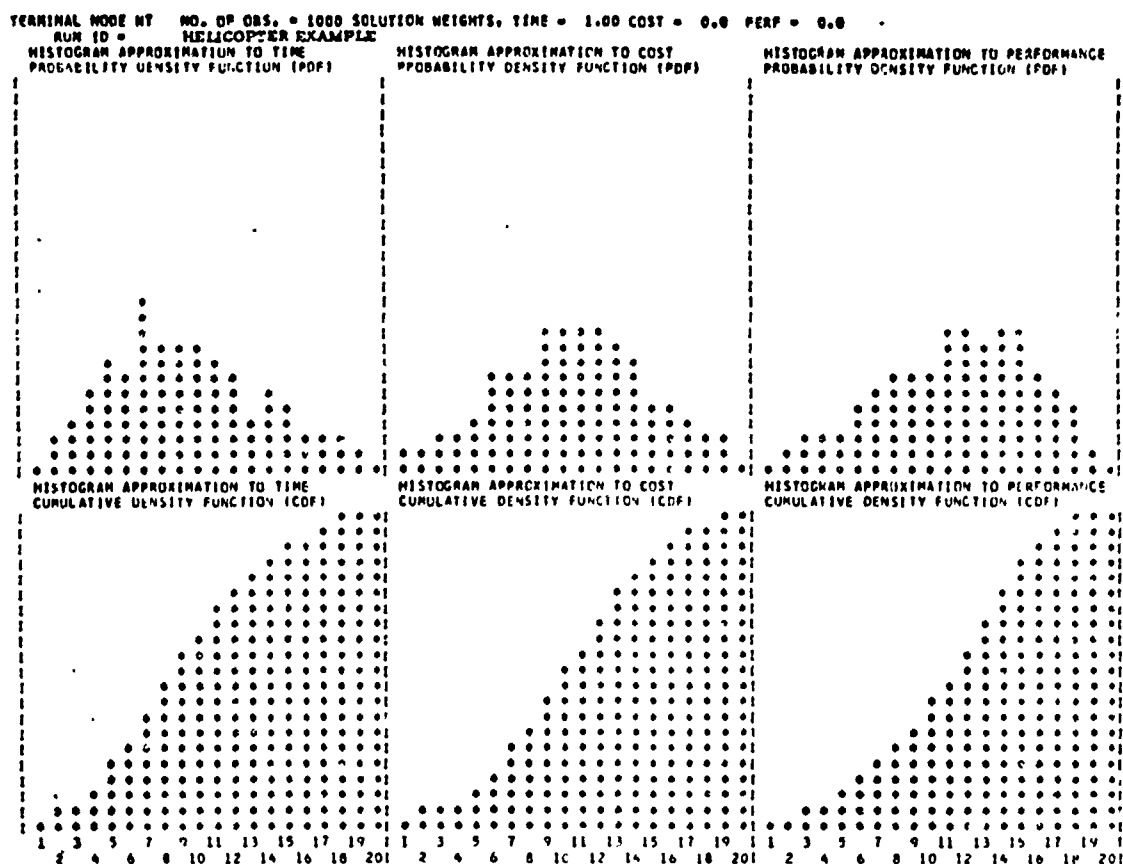 TERMINAL NODE NT NO. OF OBS. = 1000 SOLUTION WEIGHTS, TIME = 1.00 COST = 0.0 PERF = 0.0
RUN ID = HELICOPTER EXAMPLE
HISTOGRAM APPROXIMATION TO TIME
PROBABILITY DENSITY FUNCTION (PDF)
HISTOGRAM APPROXIMATION TO COST
PROBABILITY DENSITY FUNCTION (PDF)
HISTOGRAM APPROXIMATION TO PERFORMANCE
PROBABILITY DENSITY FUNCTION (PDF)
HISTOGRAM APPROXIMATION TO TIME
CUMULATIVE DENSITY FUNCTION (CDF)
HISTOGRAM APPROXIMATION TO COST
CUMULATIVE DENSITY FUNCTION (CDF)
HISTOGRAM APPROXIMATION TO PERFORMANCE
CUMULATIVE DENSITY FUNCTION (CDF)
1 3 5 7 9 11 13 15 17 19
2 4 6 8 10 12 14 16 18 20
1 3 5 7 9 11 13 15 17 19
2 4 6 8 10 12 14 16 18 20
1 3 5 7 9 11 13 15 17 19
2 4 6 8 10 12 14 16 18 20